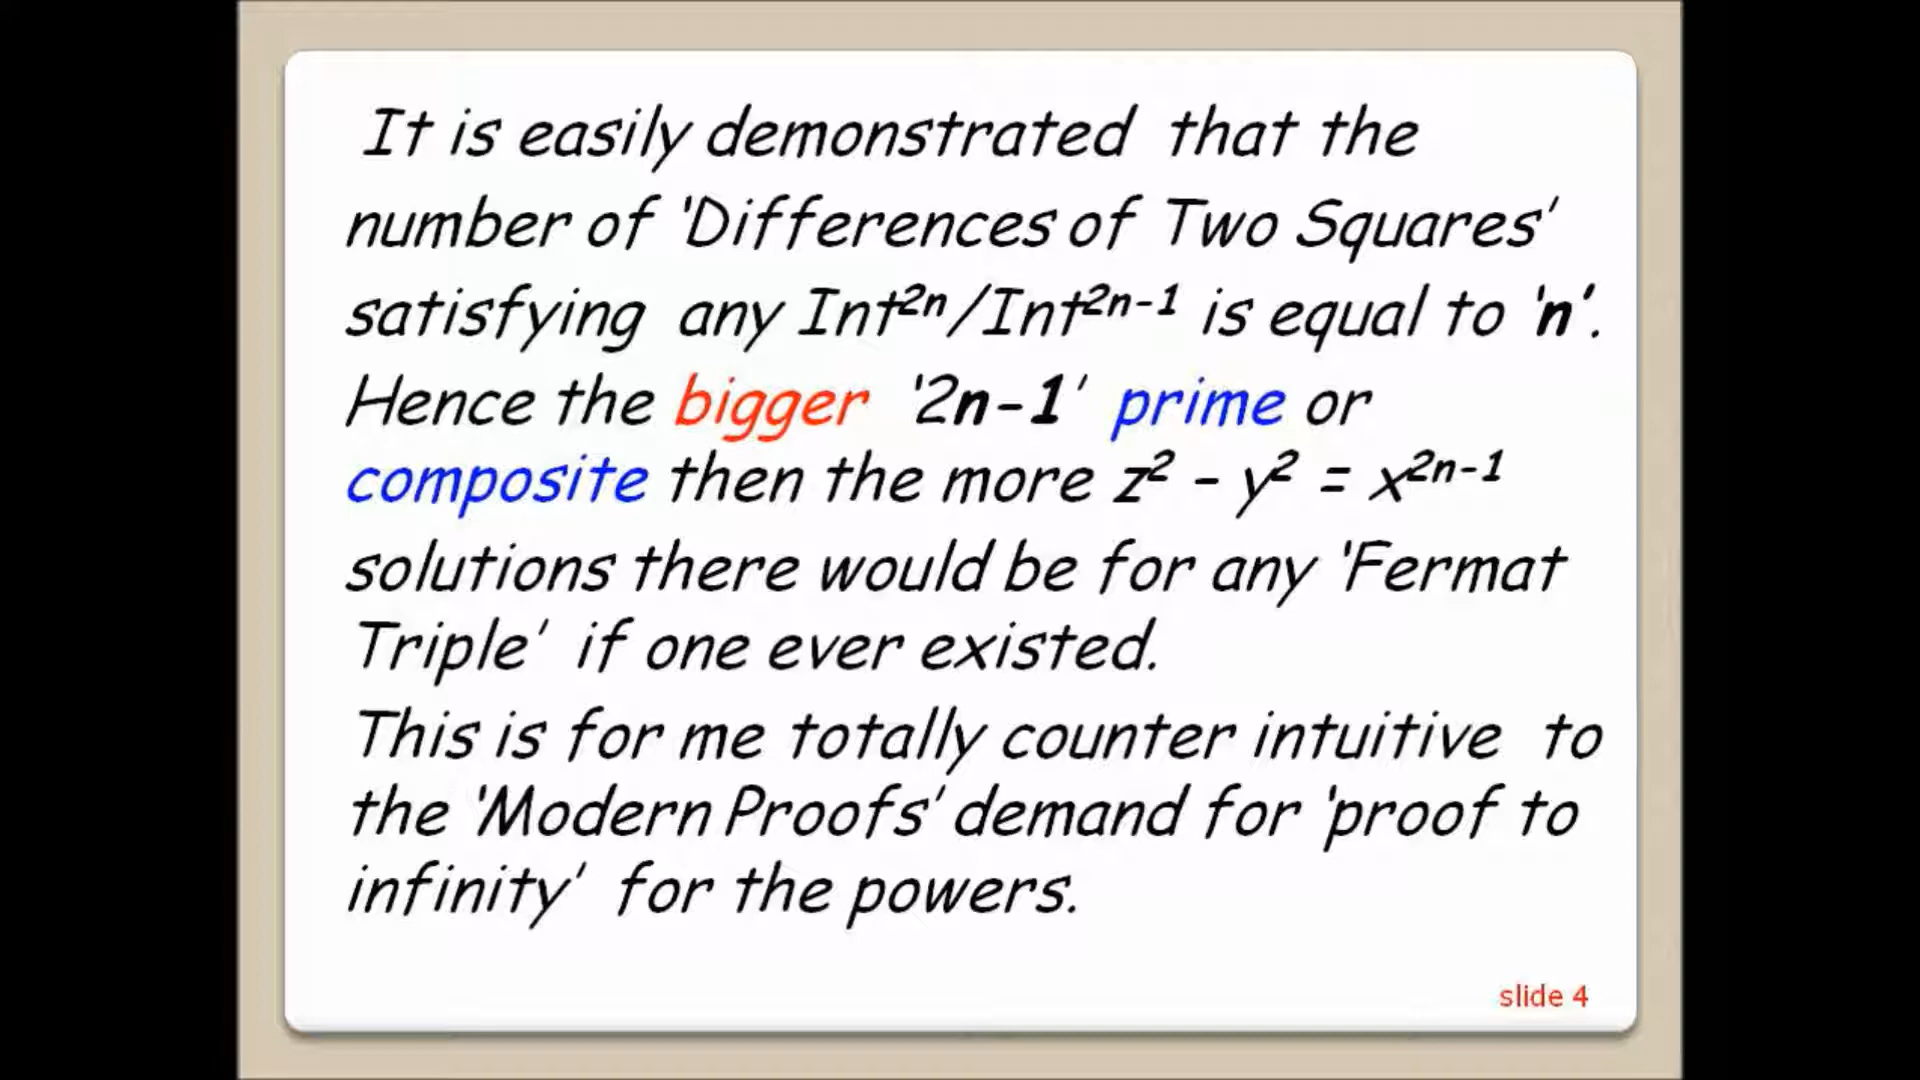 It is easily demonstrated that the
number of 'Differences of Two Squares'
satisfying any Int²ⁿ/Int²ⁿ⁻¹ is equal to 'n'.
Hence the bigger '2n-1' prime or
composite then the more z² - y² = x²ⁿ⁻¹
solutions there would be for any 'Fermat
Triple' if one ever existed.
This is for me totally counter intuitive to
the 'Modern Proofs' demand for 'proof to
infinity' for the powers.
slide 4